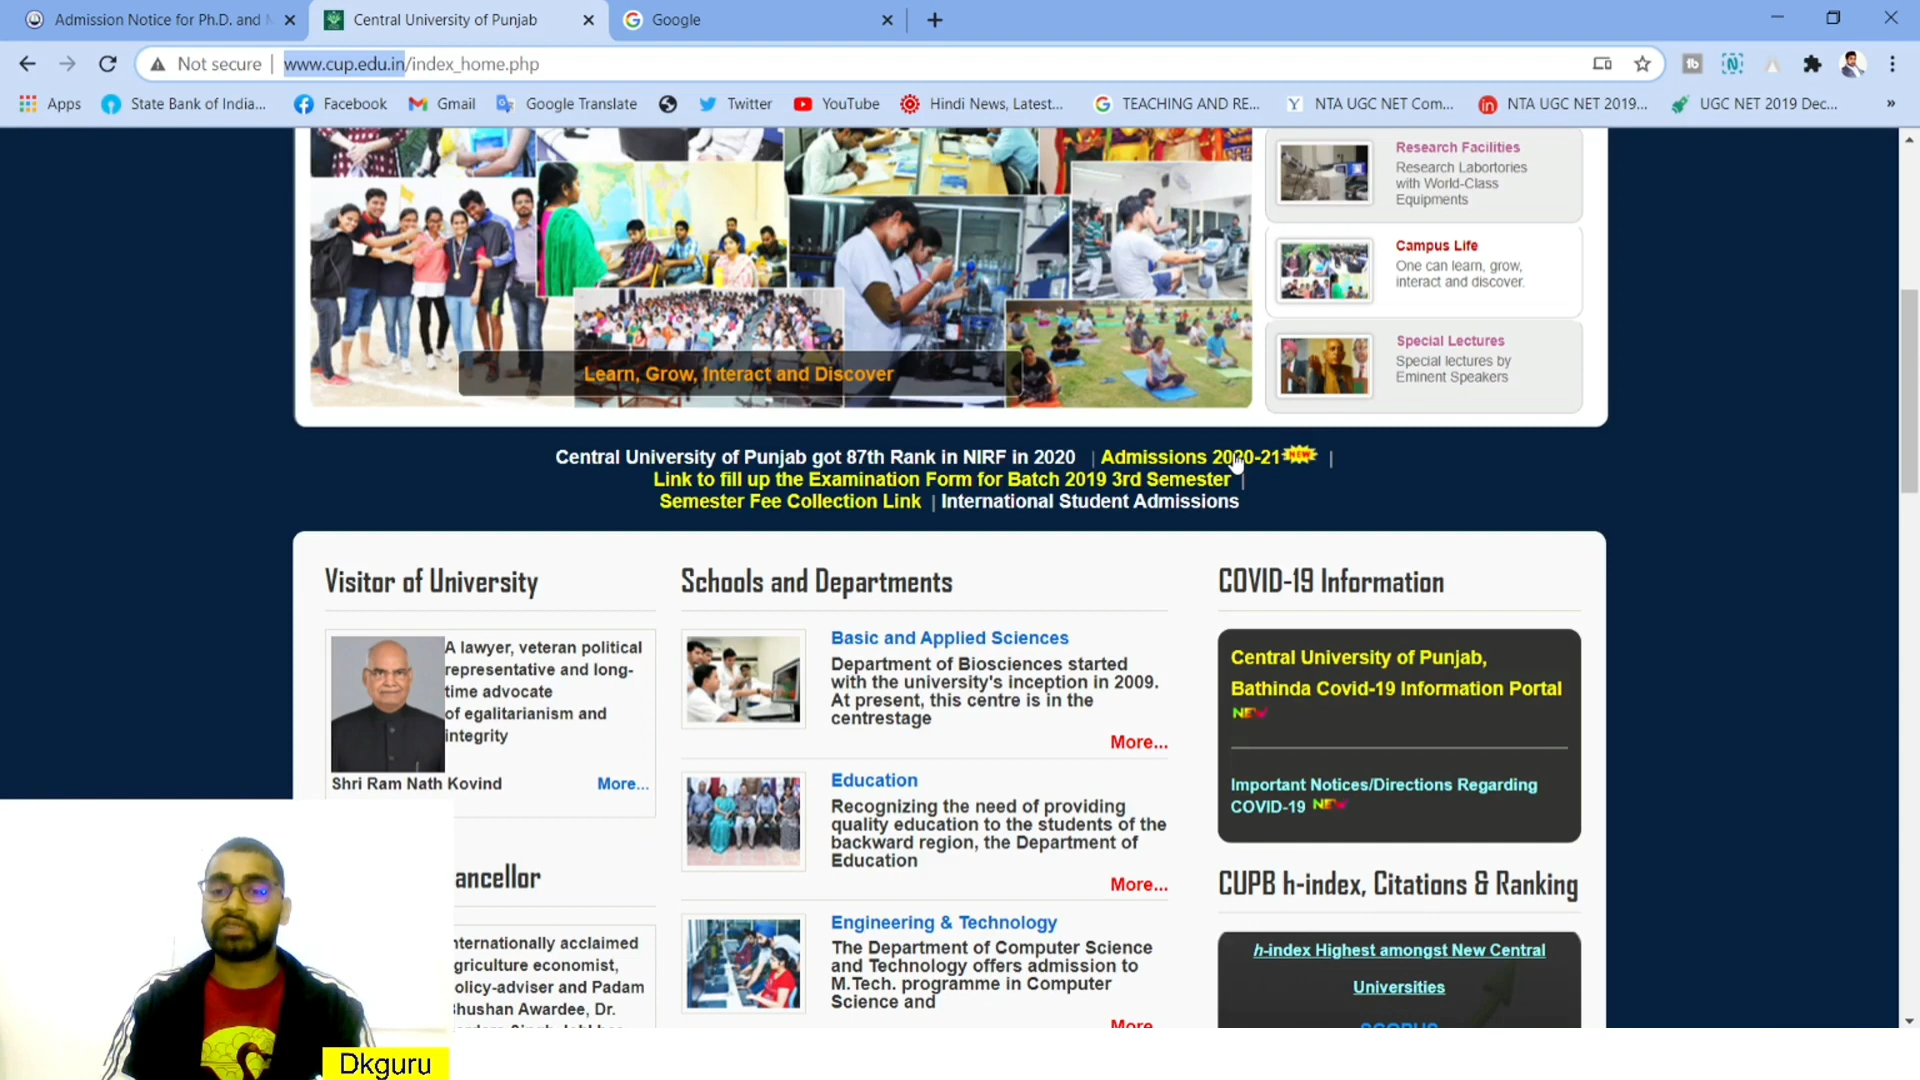 Admission Notice for Ph.D. and M
Central University of Punjab
Google
Not secure
www.cup.edu.in/index_home.php
Apps
State Bank of India...
Facebook
Gmail
Google Translate
Twitter
YouTube
Hindi News, Latest...
TEACHING AND RE...
NTA UGC NET Com...
NTA UGC NET 2019...
UGC NET 2019 Dec...
Research Facilities
Research Labortories
with World-Class
Equipments
Campus Life
One can learn, grow,
interact and discover.
Special Lectures
Special lectures by
Eminent Speakers
Learn, Grow, Interact and Discover
Central University of Punjab got 87th Rank in NIRF in 2020 | Admissions 2020-21 NEW |
Link to fill up the Examination Form for Batch 2019 3rd Semester |
Semester Fee Collection Link | International Student Admissions
Visitor of University
A lawyer, veteran political
representative and long-
time advocate
of egalitarianism and
integrity
Shri Ram Nath Kovind
More...
ancellor
nternationally acclaimed
griculture economist,
olicy-adviser and Padam
Bhushan Awardee, Dr.
Schools and Departments
Basic and Applied Sciences
Department of Biosciences started
with the university's inception in 2009.
At present, this centre is in the
centrestage
More...
Education
Recognizing the need of providing
quality education to the students of the
backward region, the Department of
Education
More...
Engineering & Technology
The Department of Computer Science
and Technology offers admission to
M.Tech. programme in Computer
Science and
More
COVID-19 Information
Central University of Punjab,
Bathinda Covid-19 Information Portal
NEW
Important Notices/Directions Regarding
COVID-19 NEW
CUPB h-index, Citations & Ranking
h-index Highest amongst New Central
Universities
SCOPUS
Dkguru